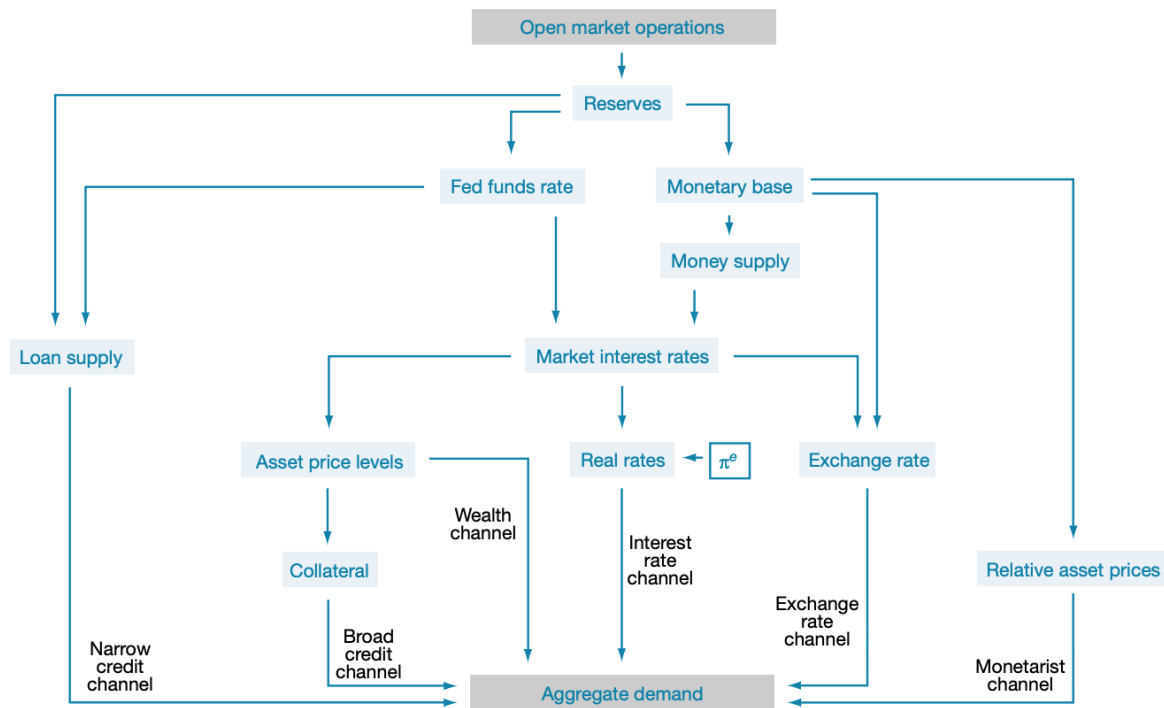 Open market operations
Reserves
Fed funds rate
Monetary base
Money supply
Loan supply
Market interest rates
Asset price levels
Real rates
πᵉ
Exchange rate
Wealth
channel
Interest
rate
channel
Collateral
Relative asset prices
Exchange
rate
channel
Narrow
credit
channel
Broad
credit
channel
Monetarist
channel
Aggregate demand